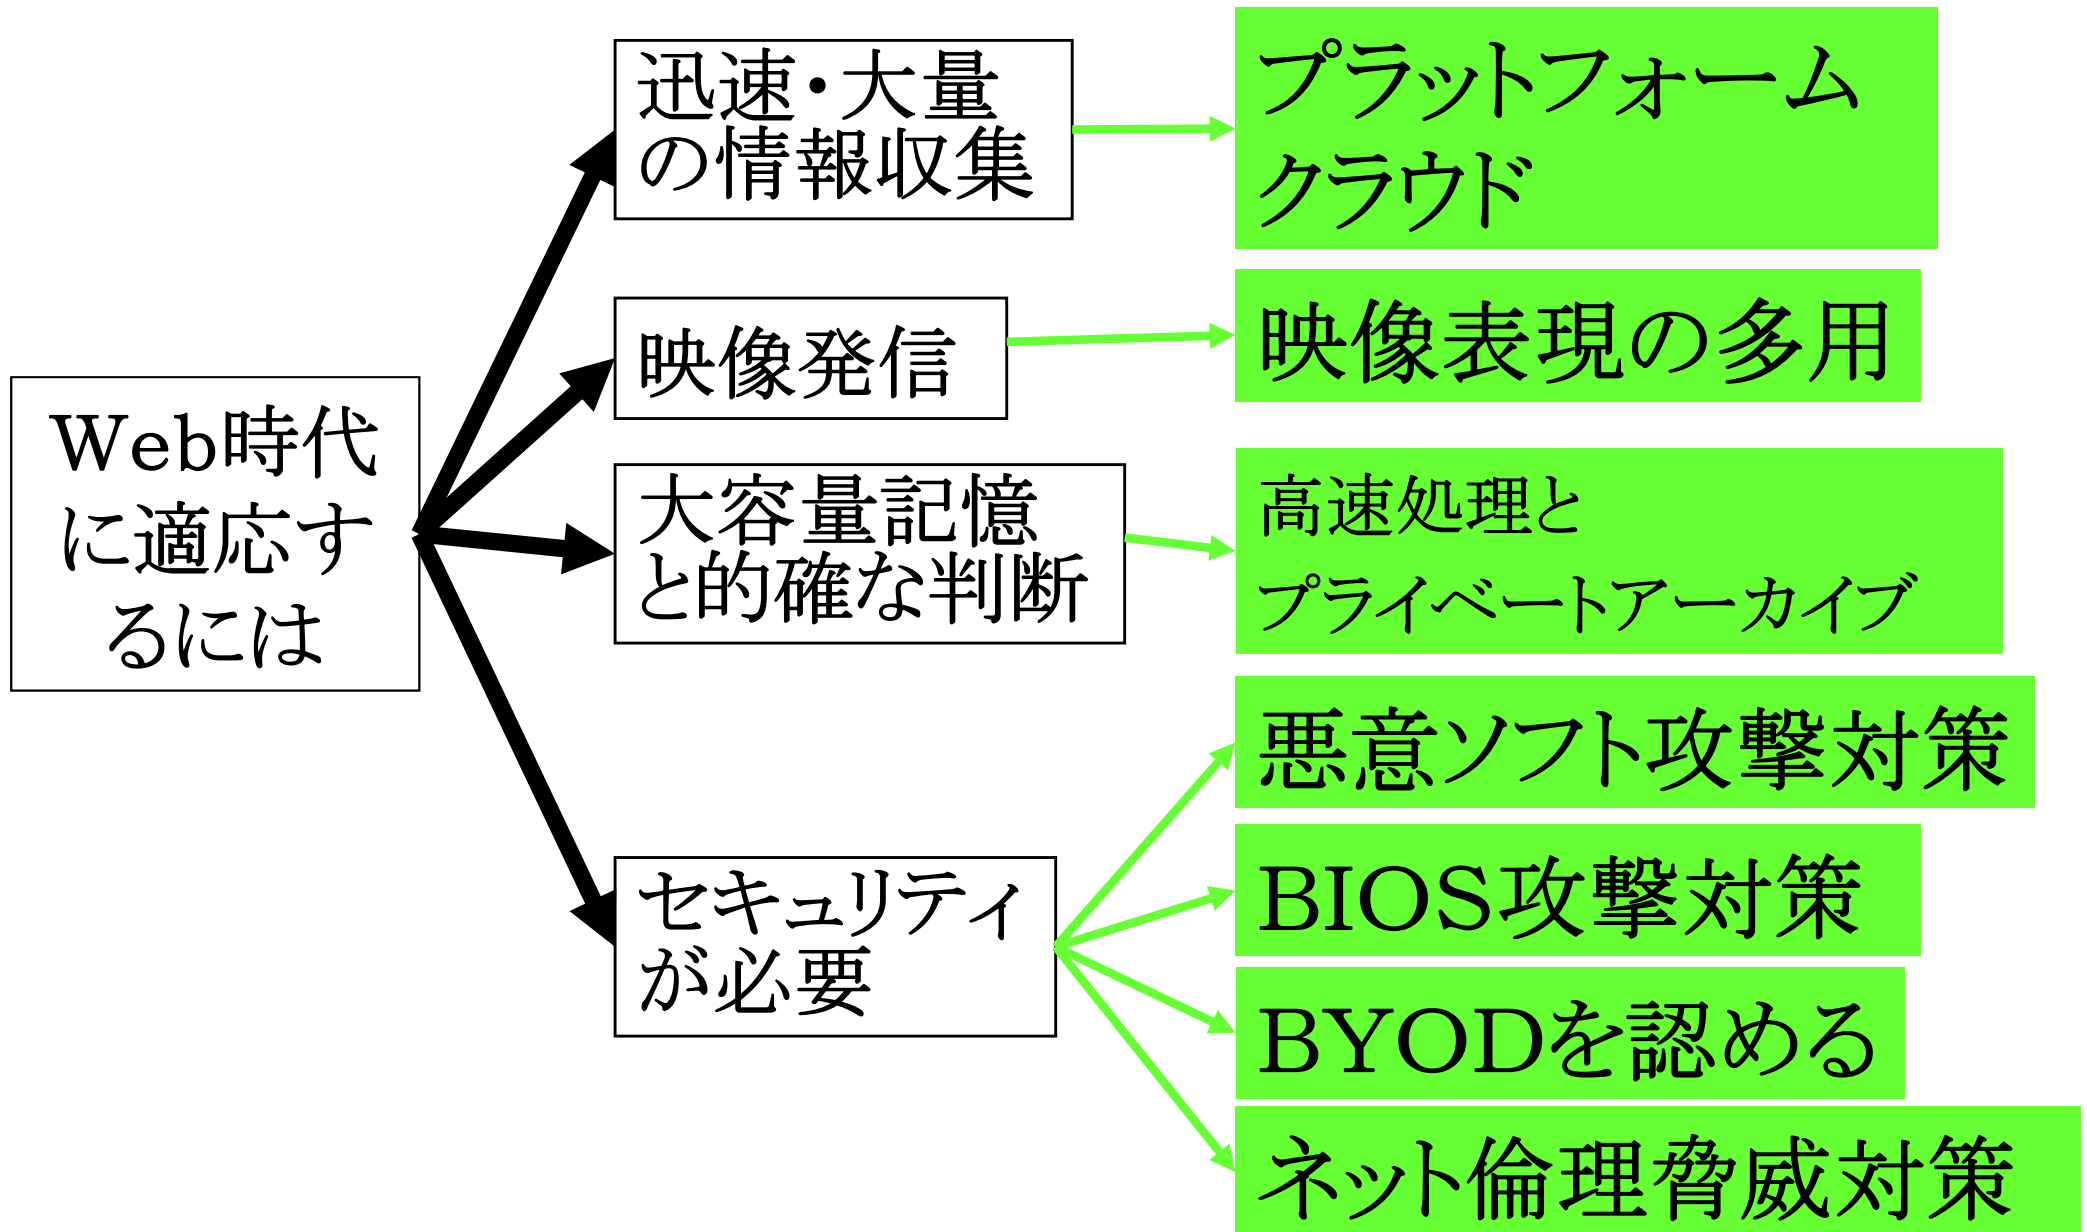 Web時代
に適応す
るには
迅速・大量
の情報収集
映像発信
大容量記憶
と的確な判断
セキュリティ
が必要
プラットフォーム
クラウド
映像表現の多用
高速処理と
プライベートアーカイブ
悪意ソフト攻撃対策
BIOS攻撃対策
BYODを認める
ネット倫理脅威対策